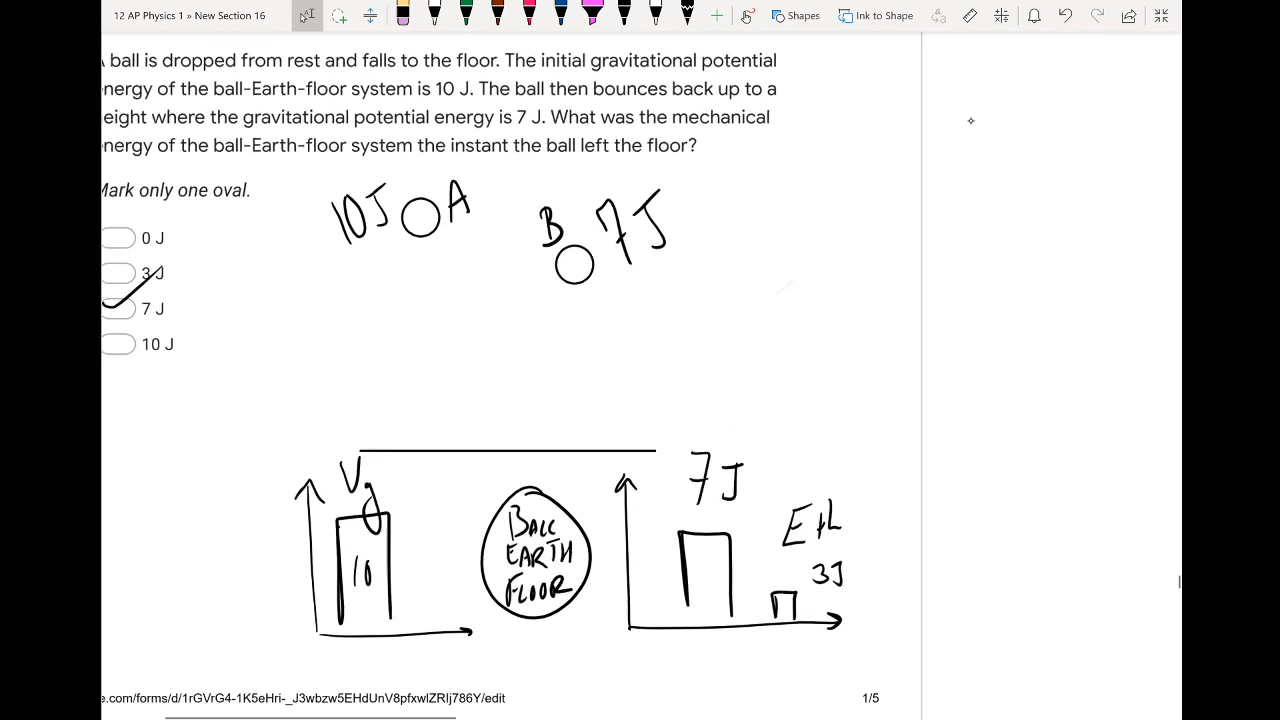 12 AP Physics 1 » New Section 16
Shapes
Ink to Shape
ball is dropped from rest and falls to the floor. The initial gravitational potential
nergy of the ball-Earth-floor system is 10 J. The ball then bounces back up to a
eight where the gravitational potential energy is 7 J. What was the mechanical
nergy of the ball-Earth-floor system the instant the ball left the floor?
Mark only one oval.
0 J
3 J
7 J
10 J
10J A
B 7J
Ug
10
BALL
EARTH
FLOOR
7J
Eth
3J
e.com/forms/d/1rGVrG4-1K5eHri-_J3wbzw5EHdUnV8pfxwlZRIj786Y/edit
1/5